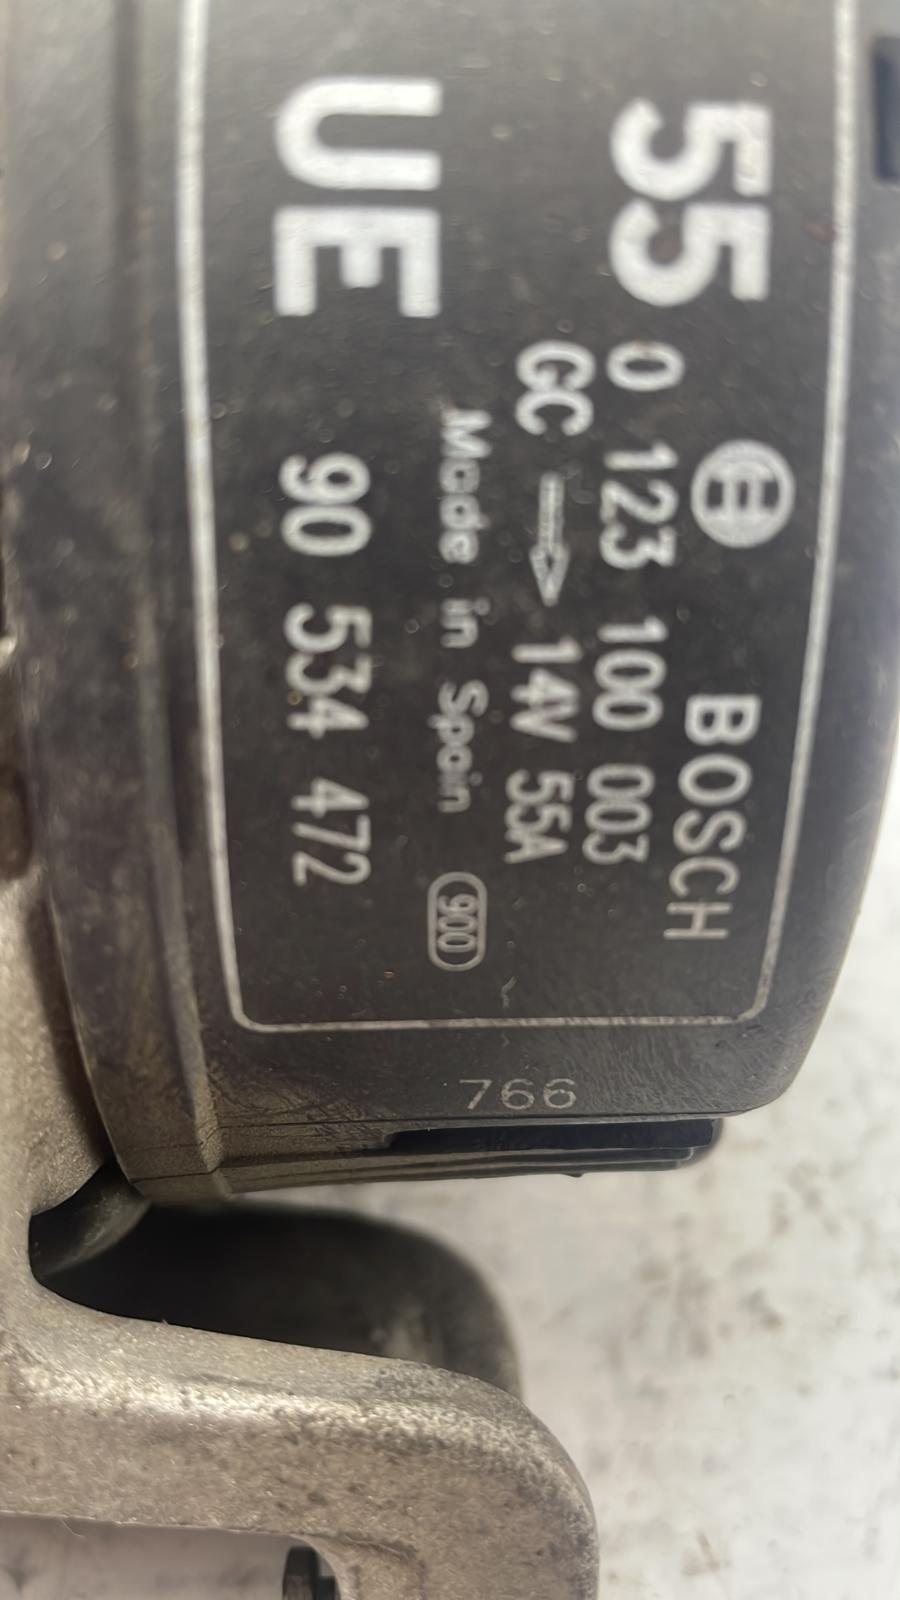 BOSCH
55 0 123 100 003
GC 14V 55A
Made in Spain 900
UE 90 534 472
766